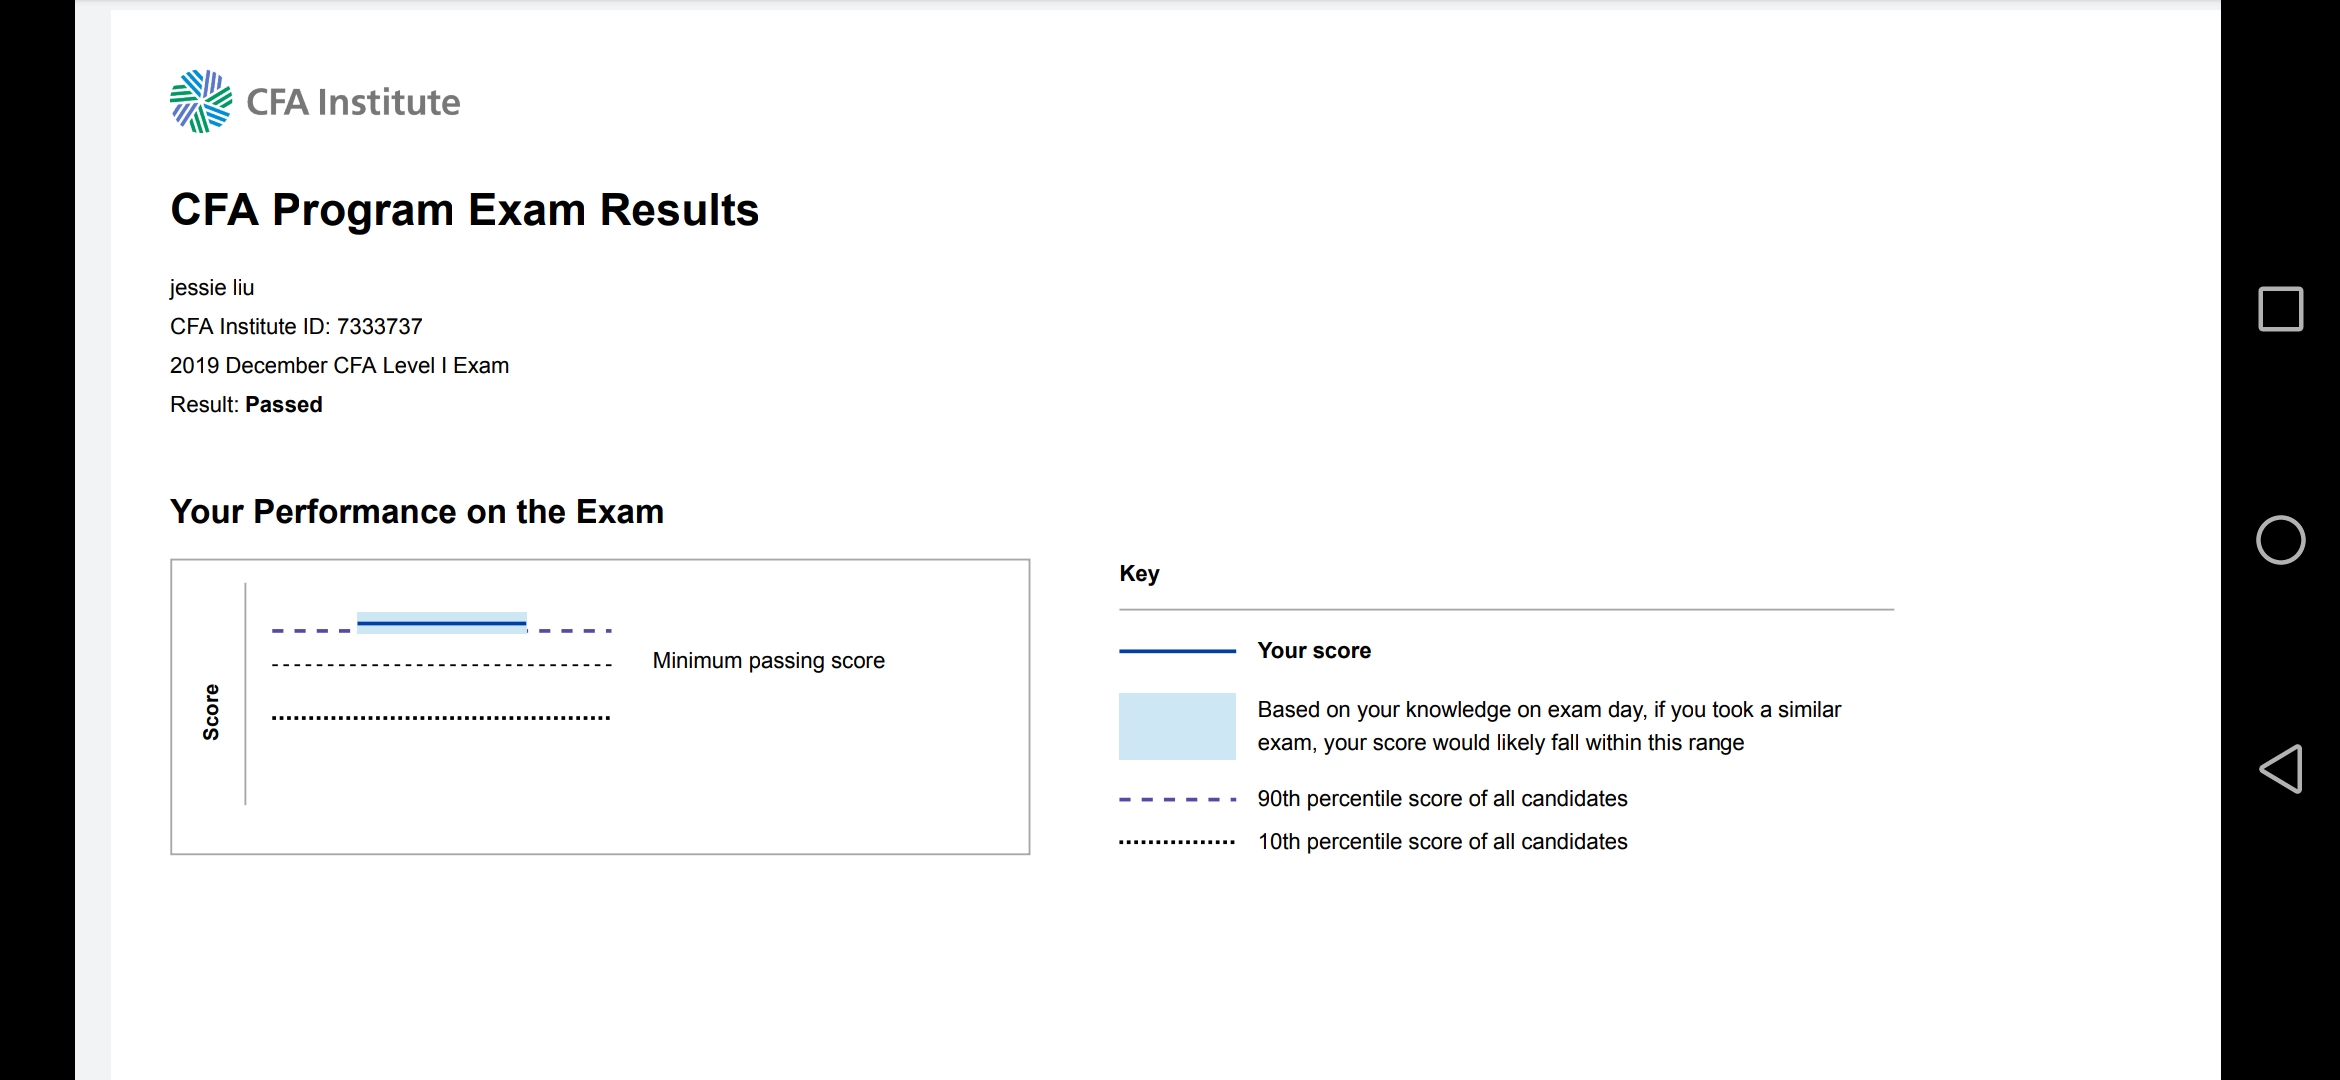 CFA Institute
CFA Program Exam Results
jessie liu
CFA Institute ID: 7333737
2019 December CFA Level I Exam
Result: Passed
Your Performance on the Exam
Score
Minimum passing score
Key
Your score
Based on your knowledge on exam day, if you took a similar
exam, your score would likely fall within this range
90th percentile score of all candidates
10th percentile score of all candidates